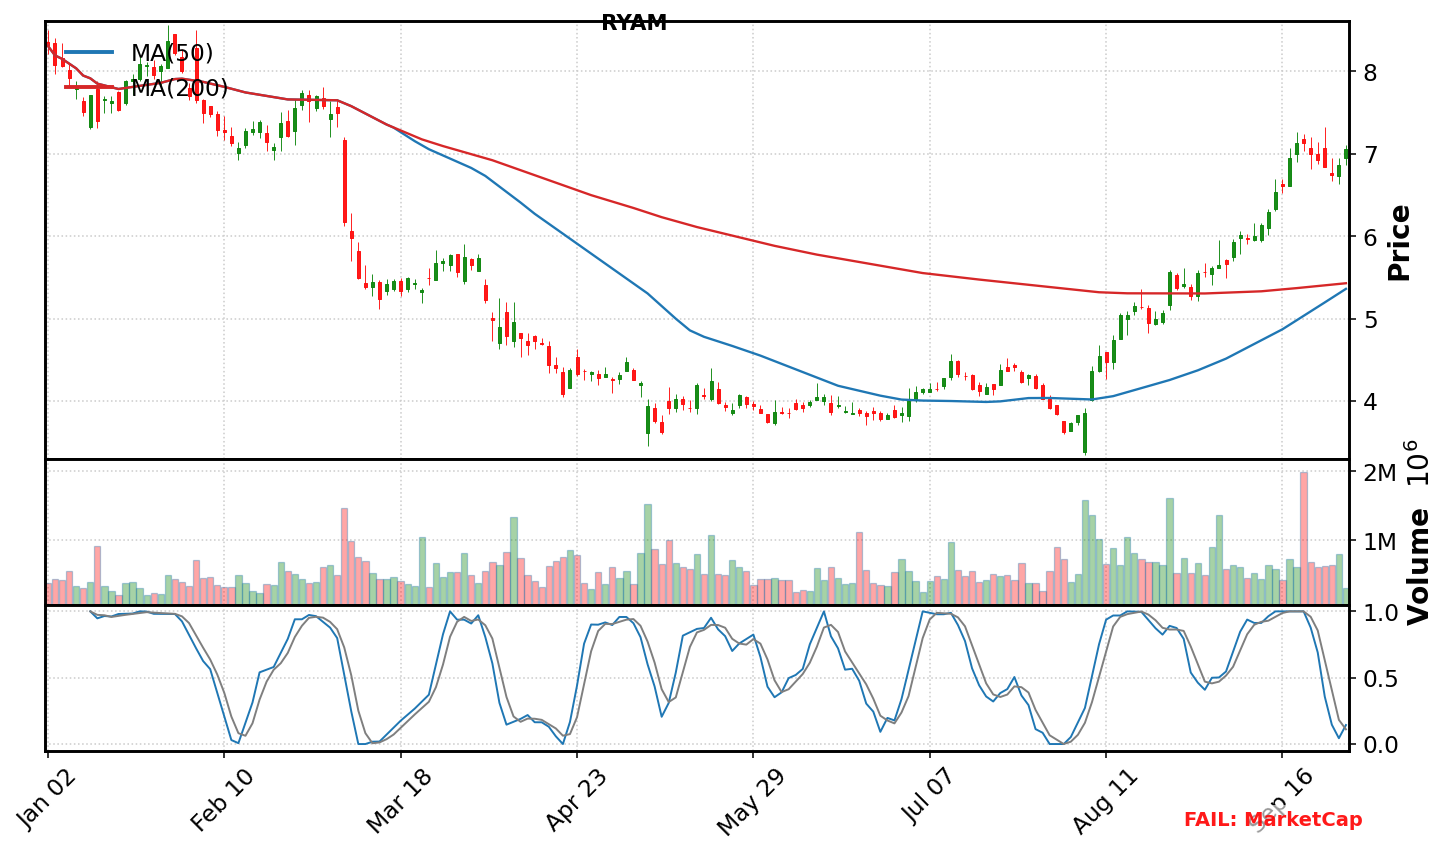 RYAM
MA(50)
MA(200)
8
7
6
5
4
Price
2M
1M
Volume 10^6
1.0
0.5
0.0
Jan 02
Feb 10
Mar 18
Apr 23
May 29
Jul 07
Aug 11
Sep 16
FAIL: MarketCap